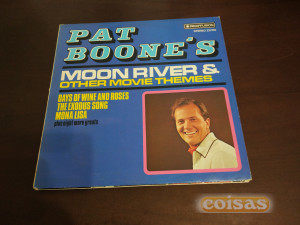 PAT
BOONE'S
MOON RIVER &
OTHER MOVIE THEMES
DAYS OF WINE AND ROSES
THE EXODUS SONG
MONA LISA
plus eight more greats
coisas